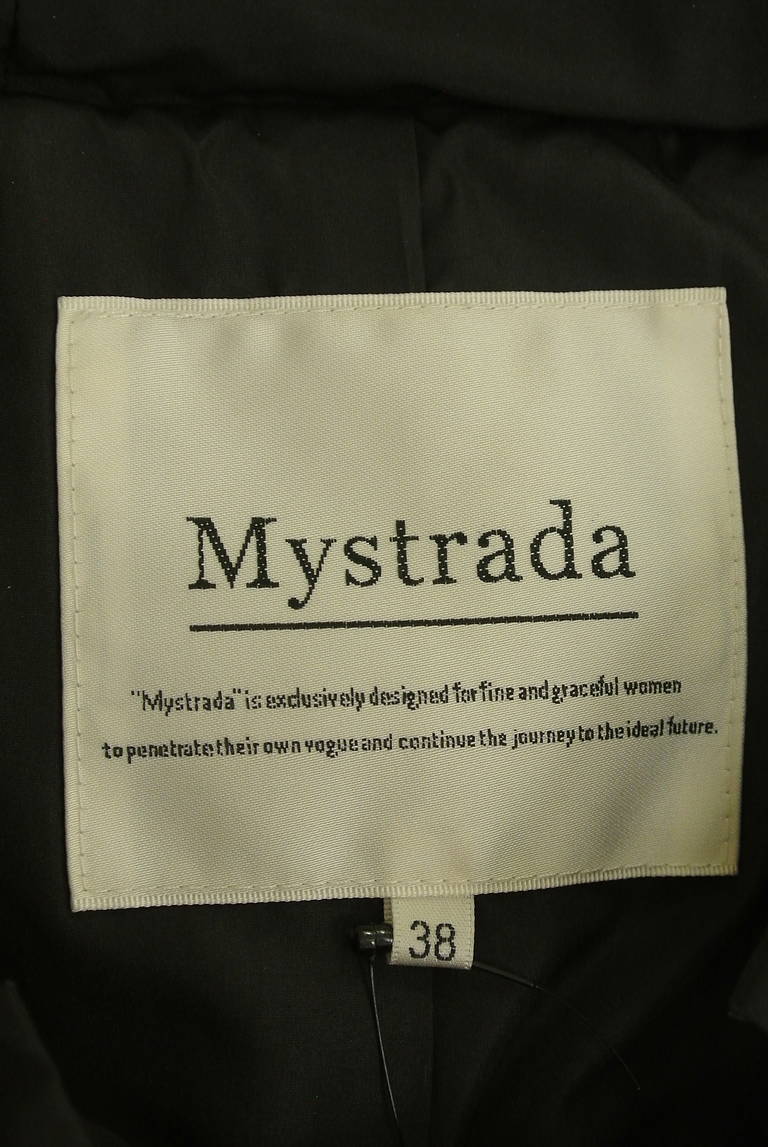 Mystrada
"Mystrada" is exclusively designed for fine and graceful women
to penetrate their own vogue and continue the journey to the ideal future.
38